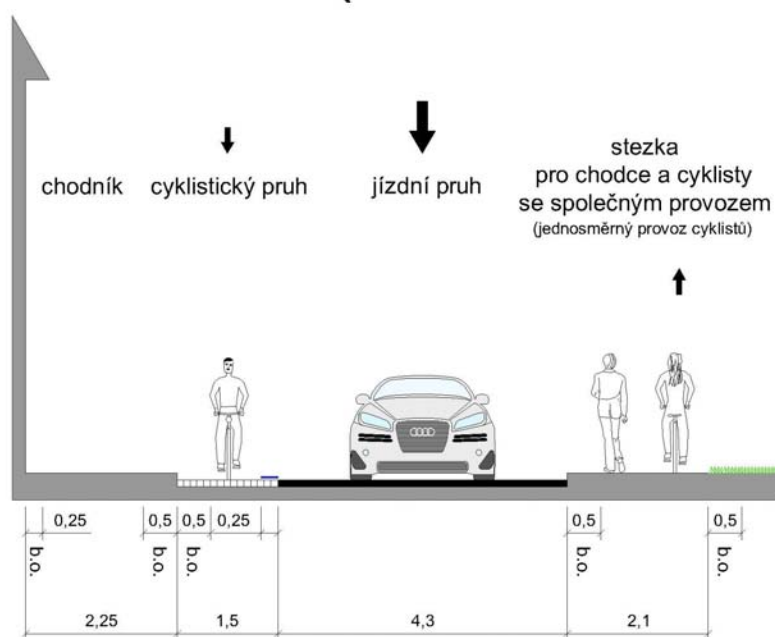 chodník
cyklistický pruh
jízdní pruh
stezka
pro chodce a cyklisty
se společným provozem
(jednosměrný provoz cyklistů)
0,25
0,5
0,5
0,25
0,5
0,5
b.o.
b.o.
b.o.
b.o.
b.o.
2,25
1,5
4,3
2,1